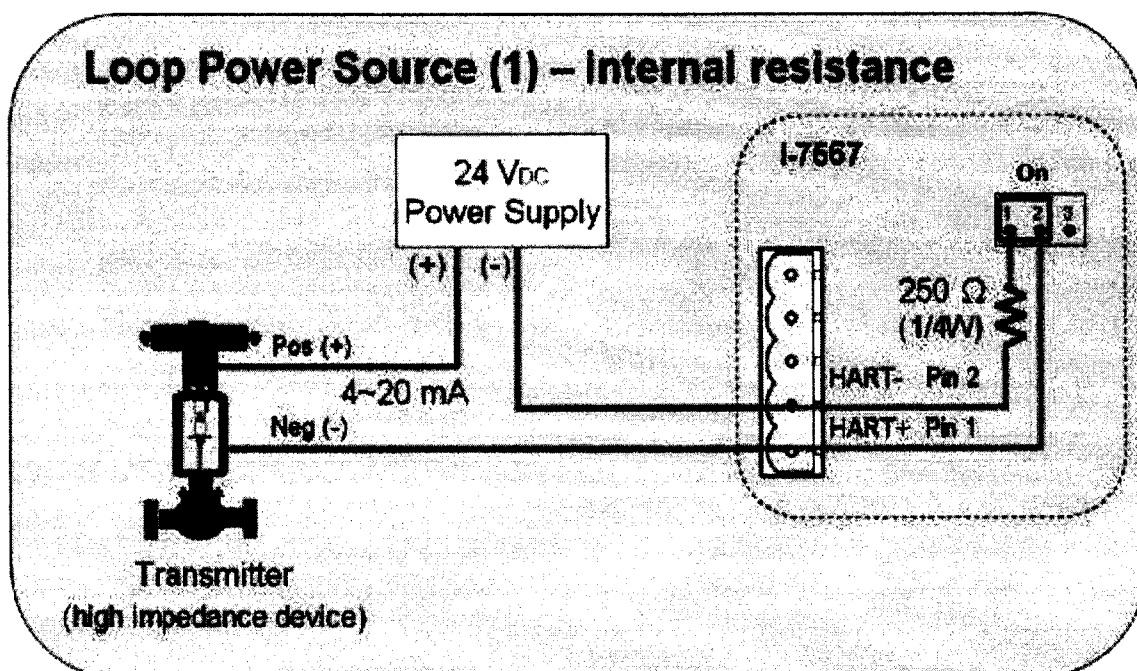 Loop Power Source (1) – Internal resistance
I-7567
On
24 VDC
Power Supply
1 2 3
(+) (-)
250 Ω
(1/4W)
Pos (+)
4~20 mA
HART- Pin 2
Neg (-)
HART+ Pin 1
Transmitter
(high impedance device)